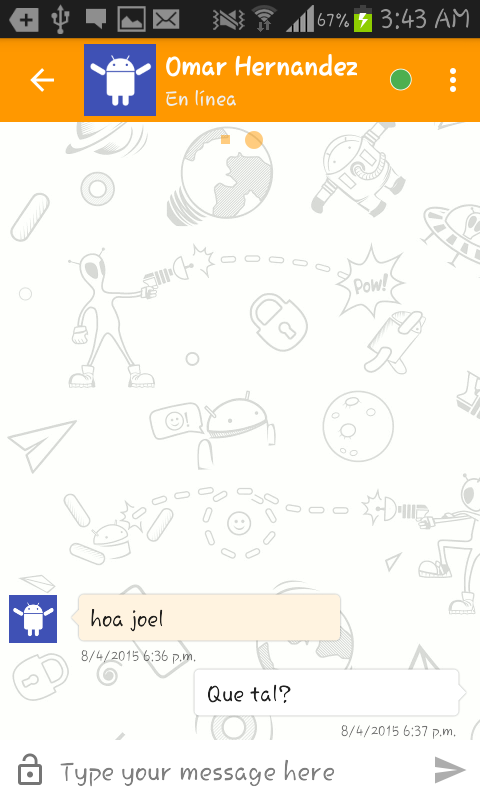 67% 3:43 AM
Omar Hernandez
En línea
Pow!
hoa joel
8/4/2015 6:36 p.m.
Que tal?
8/4/2015 6:37 p.m.
Type your message here